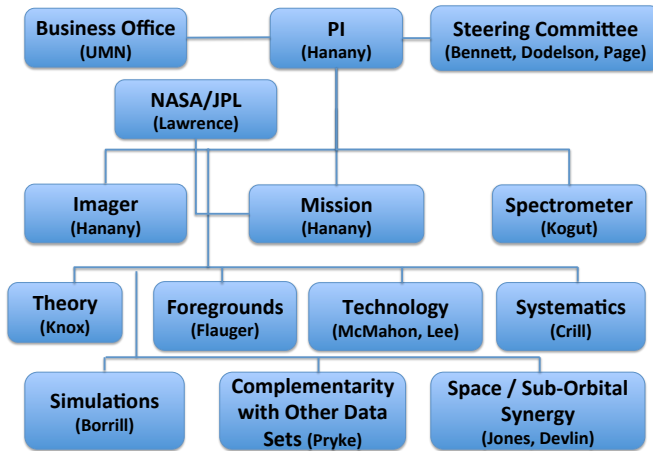 Business Office
(UMN)
PI
(Hanany)
Steering Committee
(Bennett, Dodelson, Page)
NASA/JPL
(Lawrence)
Imager
(Hanany)
Mission
(Hanany)
Spectrometer
(Kogut)
Theory
(Knox)
Foregrounds
(Flauger)
Technology
(McMahon, Lee)
Systematics
(Crill)
Simulations
(Borrill)
Complementarity
with Other Data
Sets (Pryke)
Space / Sub-Orbital
Synergy
(Jones, Devlin)